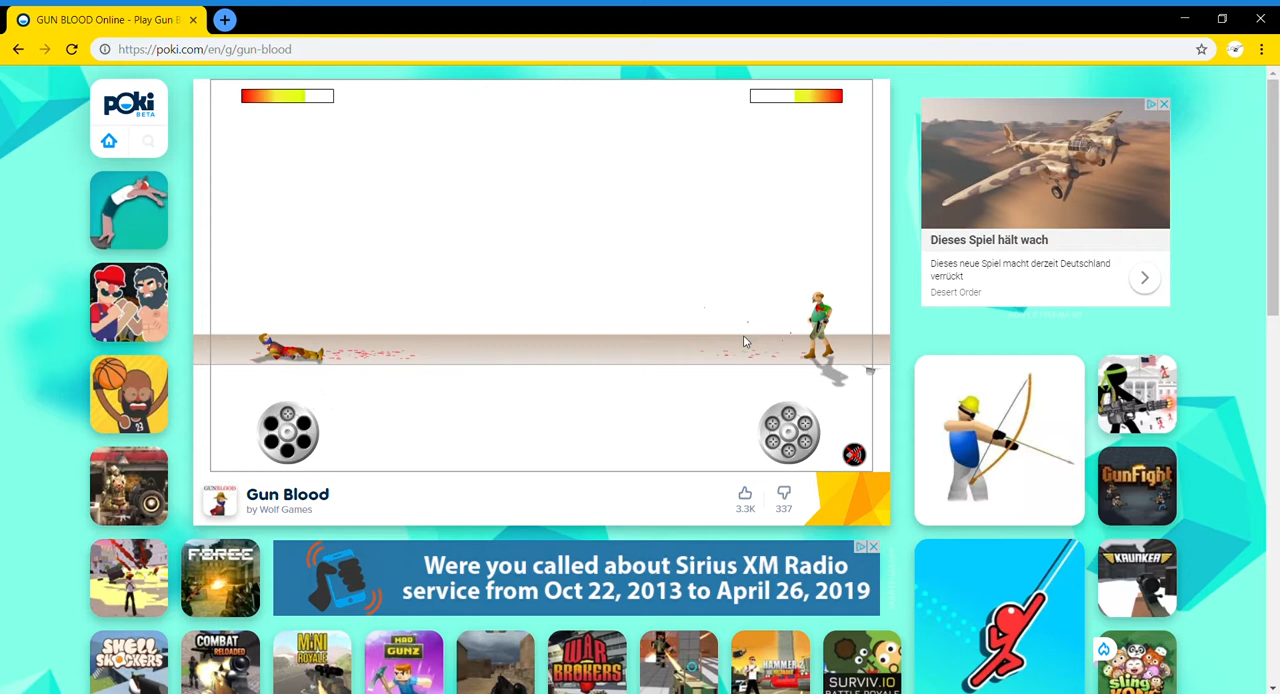 GUN BLOOD Online - Play Gun B
https://poki.com/en/g/gun-blood
POKI
BETA
Dieses Spiel hält wach
Dieses neue Spiel macht derzeit Deutschland
verrückt
Desert Order
GUNBLOOD
Gun Blood
by Wolf Games
3.3K
337
23
GunFight
Were you called about Sirius XM Radio
service from Oct 22, 2013 to April 26, 2019
FORCE
KRUNKER
SHELL
SHOCKERS
COMBAT
RELOADED
MiNi
ROYALE
MAD
GUNZ
WAR
BROKERS
HAMMER 2
SURVIV.IO
BATTLE ROYALE
sling